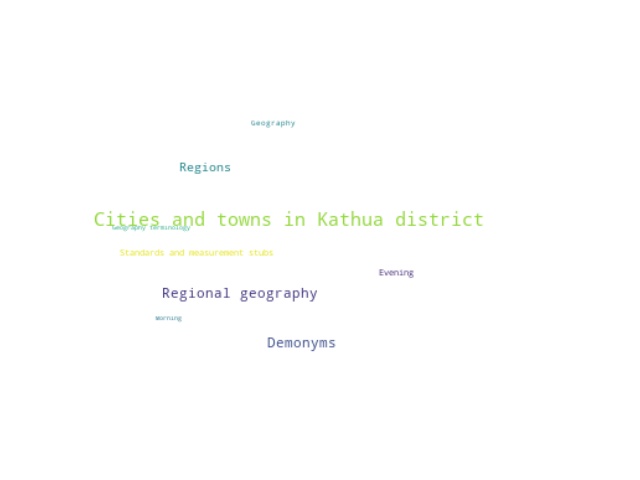 Geography
Regions
Cities and towns in Kathua district
Geography terminology
Standards and measurement stubs
Evening
Regional geography
Morning
Demonyms